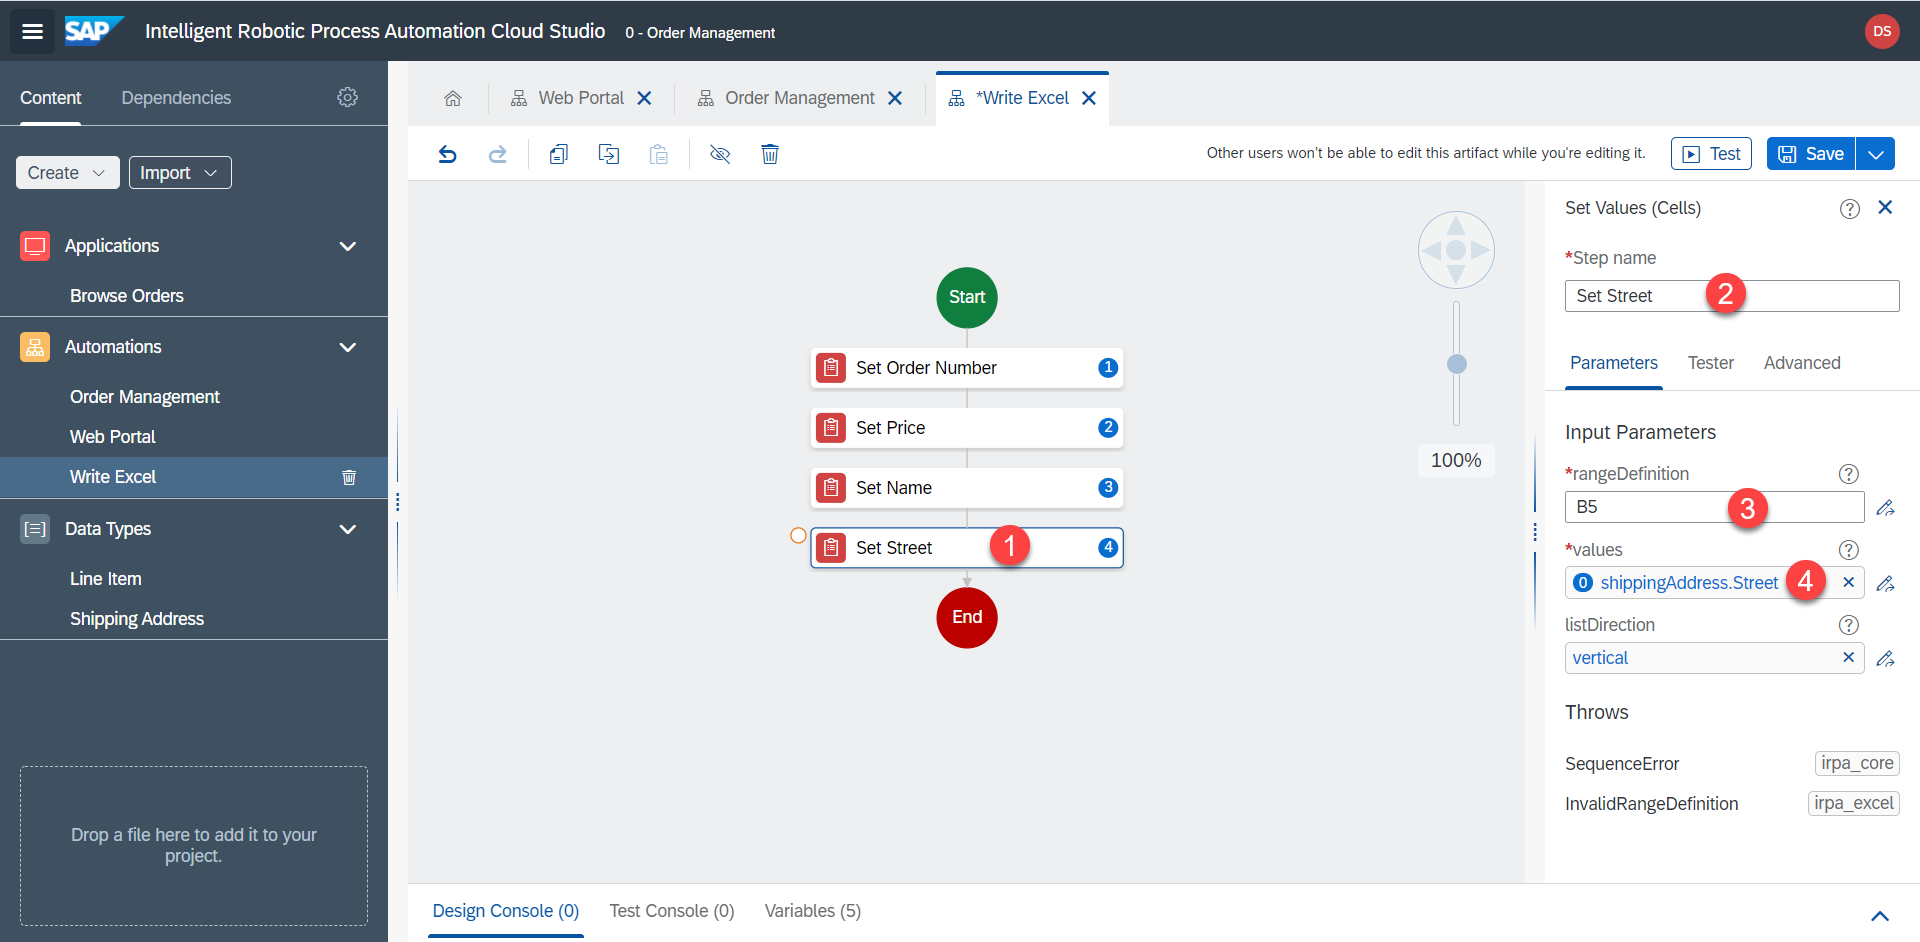 SAP Intelligent Robotic Process Automation Cloud Studio 0 - Order Management DS
Content Dependencies
Create Import
Applications
Browse Orders
Automations
Order Management
Web Portal
Write Excel
Data Types
Line Item
Shipping Address
Drop a file here to add it to your
project.
Web Portal Order Management *Write Excel
Other users won't be able to edit this artifact while you're editing it. Test Save
Start
Set Order Number 1
Set Price 2
Set Name 3
Set Street 1 4
End
100%
Set Values (Cells) ?
*Step name
Set Street 2
Parameters Tester Advanced
Input Parameters
*rangeDefinition ?
B5 3
*values ?
0 shippingAddress.Street 4
listDirection ?
vertical
Throws
SequenceError irpa_core
InvalidRangeDefinition irpa_excel
Design Console (0) Test Console (0) Variables (5)